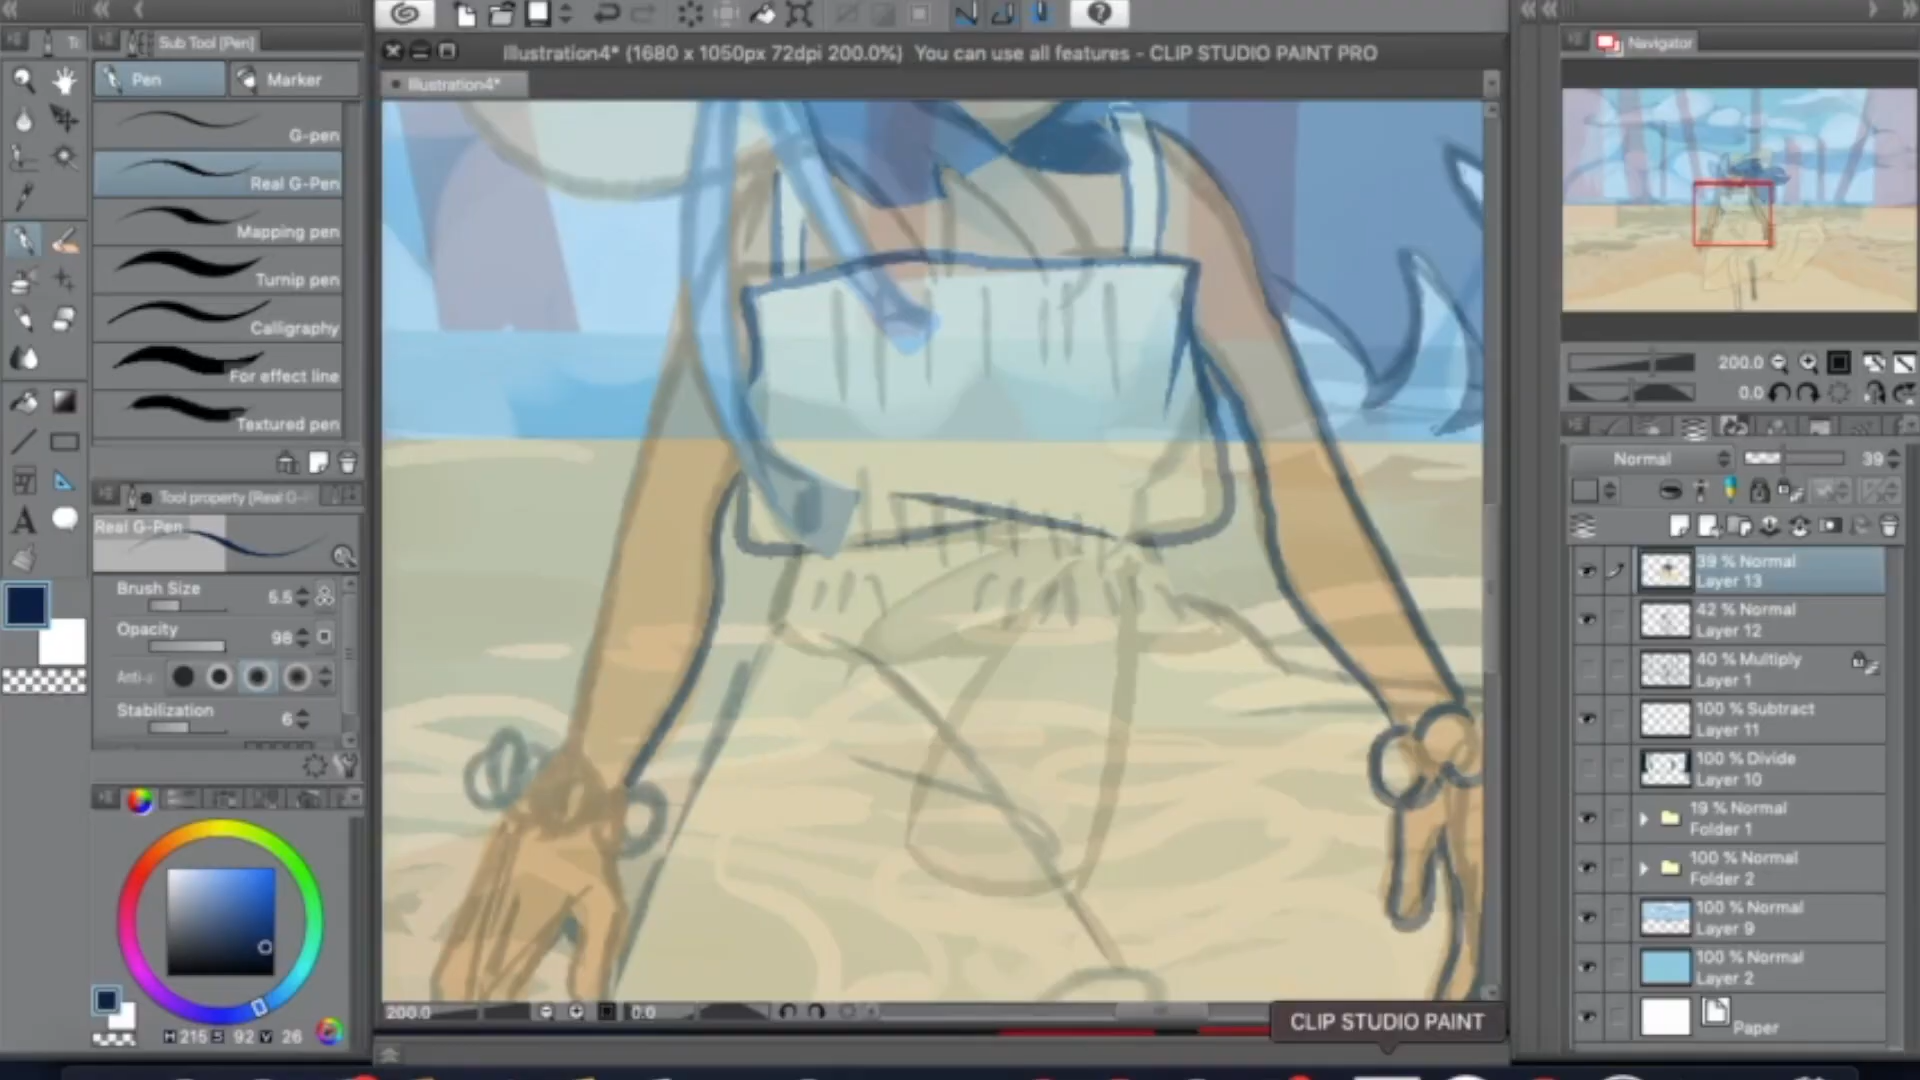 Sub Tool [Pen]
Pen
Marker
G-pen
Real G-Pen
Mapping pen
Turnip pen
Calligraphy
For effect line
Textured pen
Real G-Pen
Brush Size
5.5
Opacity
98
Stabilization
6
H 215 S 92 V 26
Illustration4* (1680 x 1050px 72dpi 200.0%) You can use all features - CLIP STUDIO PAINT PRO
Illustration4*
200.0
0.0
CLIP STUDIO PAINT
Navigator
200.0
0.0
Normal
39
39 % Normal
Layer 13
42 % Normal
Layer 12
40 % Multiply
Layer 1
100 % Subtract
Layer 11
100 % Divide
Layer 10
19 % Normal
Folder 1
100 % Normal
Folder 2
100 % Normal
Layer 9
100 % Normal
Layer 2
Paper